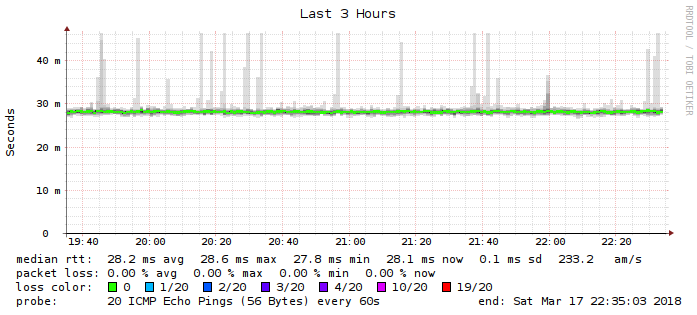 Last 3 Hours
RRDTOOL / TOBI OETIKER
Seconds
40 m
30 m
20 m
10 m
0
19:40 20:00 20:20 20:40 21:00 21:20 21:40 22:00 22:20
median rtt: 28.2 ms avg 28.6 ms max 27.8 ms min 28.1 ms now 0.1 ms sd 233.2 am/s
packet loss: 0.00 % avg 0.00 % max 0.00 % min 0.00 % now
loss color: 0 1/20 2/20 3/20 4/20 10/20 19/20
probe: 20 ICMP Echo Pings (56 Bytes) every 60s end: Sat Mar 17 22:35:03 2018